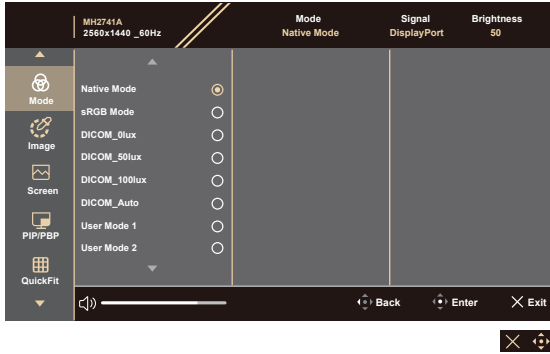 MH2741A
2560x1440 _60Hz
Mode
Native Mode
Signal
DisplayPort
Brightness
50
Mode
Image
Screen
PIP/PBP
QuickFit
Native Mode
sRGB Mode
DICOM_0lux
DICOM_50lux
DICOM_100lux
DICOM_Auto
User Mode 1
User Mode 2
Back
Enter
Exit